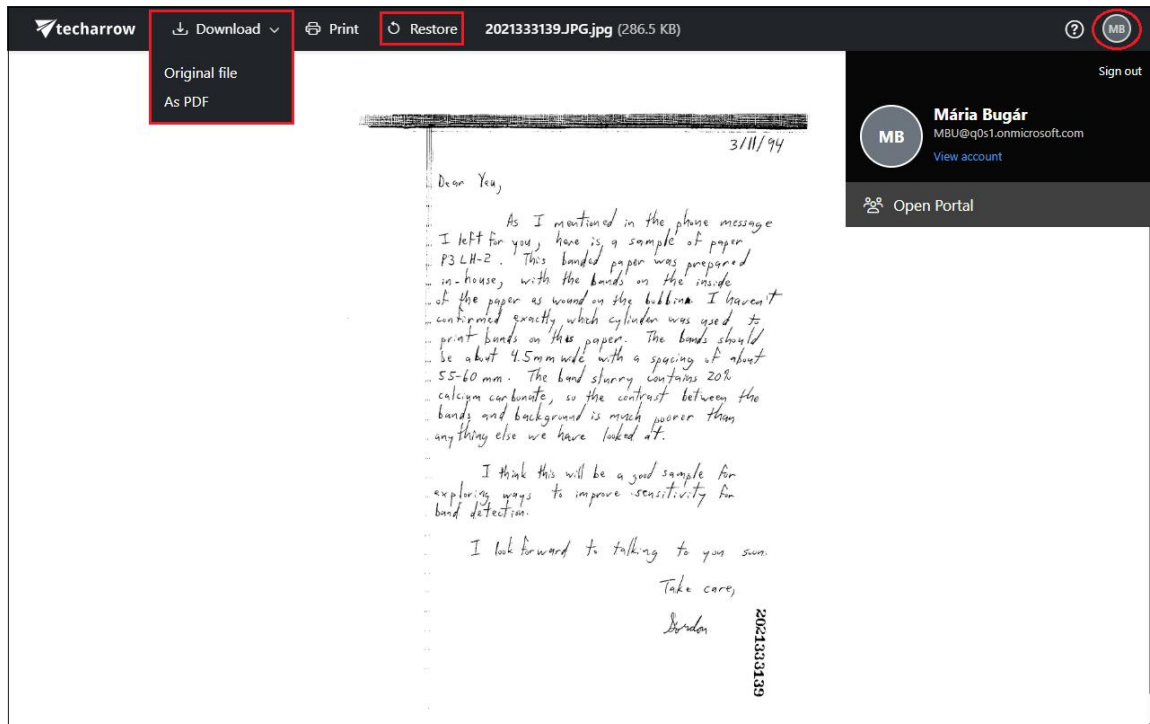 techarrow
Download
Print
Restore
2021333139.JPG.jpg (286.5 KB)
MB
Original file
As PDF
Sign out
MB
Mária Bugár
MBU@q0s1.onmicrosoft.com
View account
Open Portal
3/11/94
Dear Yeu,
As I mentioned in the phone message
I left for you, here is a sample of paper
P3LH-2. This banded paper was prepared
in-house, with the bands on the inside
of the paper as wound on the bobbin. I haven't
confirmed exactly which cylinder was used to
print bands on this paper. The bands should
be about 4.5mm wide with a spacing of about
55-60 mm. The band slurry contains 20%
calcium carbonate, so the contrast between the
bands and background is much poorer than
anything else we have looked at.
I think this will be a good sample for
exploring ways to improve sensitivity for
band detection.
I look forward to talking to you soon.
Take care,
Gordon
2021333139